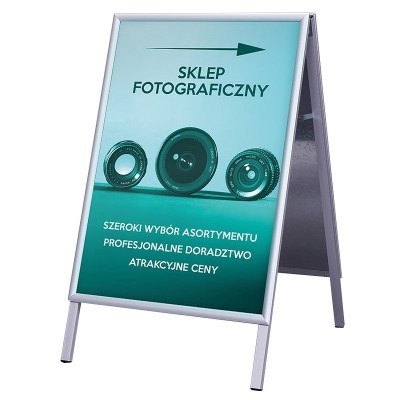 SKLEP
FOTOGRAFICZNY
SZEROKI WYBÓR ASORTYMENTU
PROFESJONALNE DORADZTWO
ATRAKCYJNE CENY